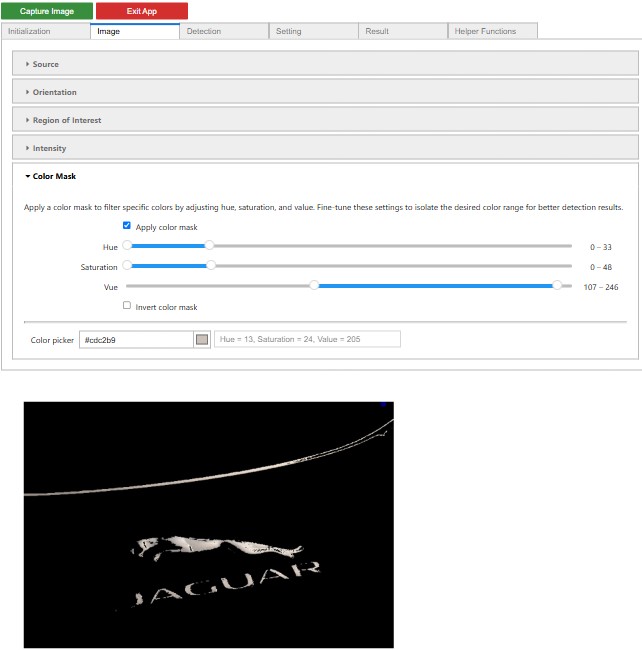 Capture Image Exit App
Initialization Image Detection Setting Result Helper Functions
Source
Orientation
Region of Interest
Intensity
Color Mask
Apply a color mask to filter specific colors by adjusting hue, saturation, and value. Fine-tune these settings to isolate the desired color range for better detection results.
Apply color mask
Hue 0 – 33
Saturation 0 – 48
Vue 107 – 246
Invert color mask
Color picker #cdc2b9 Hue = 13, Saturation = 24, Value = 205
JAGUAR